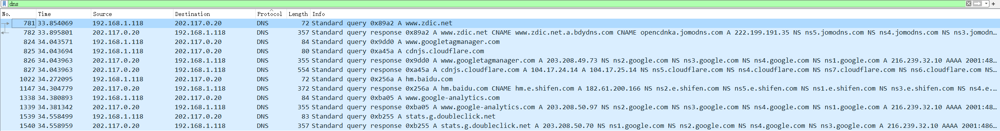 dns
No. Time Source Destination Protocol Length Info
781 33.854069 192.168.1.118 202.117.0.20 DNS 72 Standard query 0x89a2 A www.zdic.net
782 33.895801 202.117.0.20 192.168.1.118 DNS 357 Standard query response 0x89a2 A www.zdic.net CNAME www.zdic.net.a.bdydns.com CNAME opencdnka.jomodns.com A 222.199.191.35 NS ns5.jomodns.com NS ns4.jomodns.com NS ns3.jomodn…
824 34.043571 192.168.1.118 202.117.0.20 DNS 84 Standard query 0x9dd0 A www.googletagmanager.com
825 34.043694 192.168.1.118 202.117.0.20 DNS 80 Standard query 0xa45a A cdnjs.cloudflare.com
826 34.043963 202.117.0.20 192.168.1.118 DNS 355 Standard query response 0x9dd0 A www.googletagmanager.com A 203.208.49.73 NS ns2.google.com NS ns3.google.com NS ns4.google.com NS ns1.google.com A 216.239.32.10 AAAA 2001:48…
827 34.043963 202.117.0.20 192.168.1.118 DNS 554 Standard query response 0xa45a A cdnjs.cloudflare.com A 104.17.24.14 A 104.17.25.14 NS ns5.cloudflare.com NS ns4.cloudflare.com NS ns7.cloudflare.com NS ns6.cloudflare.com NS…
1022 34.272095 192.168.1.118 202.117.0.20 DNS 72 Standard query 0x256a A hm.baidu.com
1147 34.304779 202.117.0.20 192.168.1.118 DNS 372 Standard query response 0x256a A hm.baidu.com CNAME hm.e.shifen.com A 182.61.200.166 NS ns2.e.shifen.com NS ns5.e.shifen.com NS ns1.e.shifen.com NS ns3.e.shifen.com NS ns4.e.…
1338 34.380893 192.168.1.118 202.117.0.20 DNS 84 Standard query 0xba05 A www.google-analytics.com
1339 34.381342 202.117.0.20 192.168.1.118 DNS 355 Standard query response 0xba05 A www.google-analytics.com A 203.208.50.97 NS ns2.google.com NS ns3.google.com NS ns4.google.com NS ns1.google.com A 216.239.32.10 AAAA 2001:48…
1539 34.558499 192.168.1.118 202.117.0.20 DNS 83 Standard query 0xb255 A stats.g.doubleclick.net
1540 34.558959 202.117.0.20 192.168.1.118 DNS 357 Standard query response 0xb255 A stats.g.doubleclick.net A 203.208.50.70 NS ns1.google.com NS ns2.google.com NS ns4.google.com NS ns3.google.com A 216.239.32.10 AAAA 2001:486…